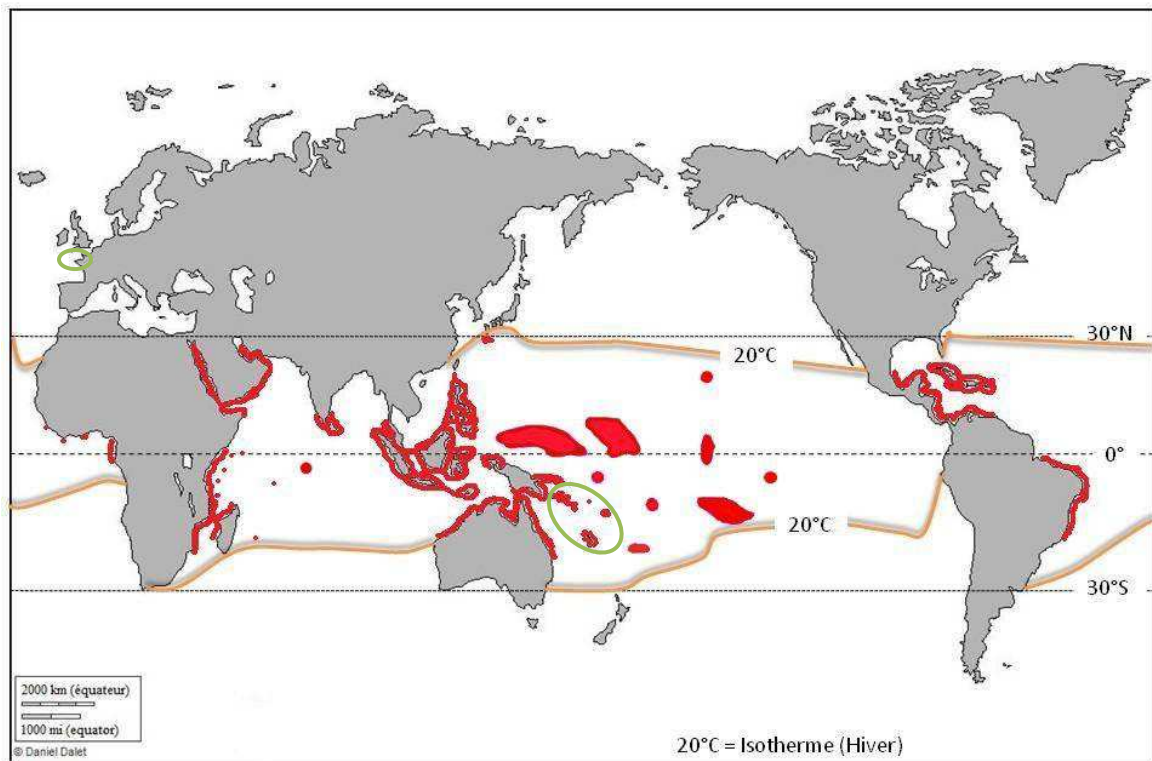 30°N
20°C
0°
20°C
30°S
2000 km (équateur)
1000 mi (equator)
© Daniel Dalet
20°C = Isotherme (Hiver)